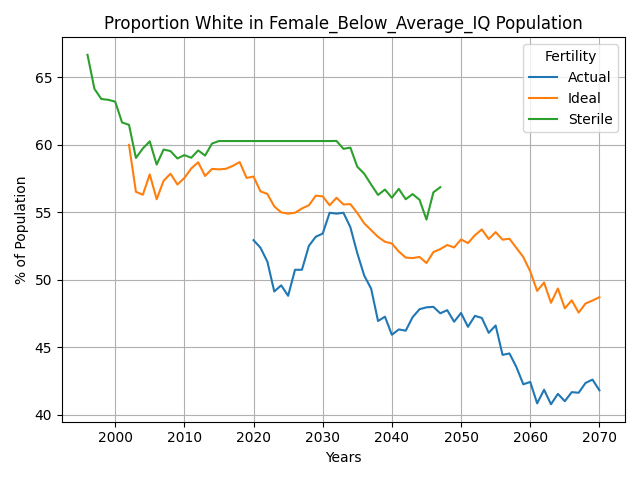 Proportion White in Female_Below_Average_IQ Population
Fertility
Actual
Ideal
Sterile
% of Population
65
60
55
50
45
40
2000 2010 2020 2030 2040 2050 2060 2070
Years